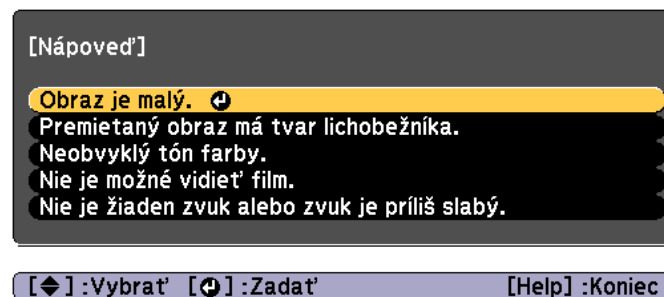 [Nápoveď]
Obraz je malý.
Premietaný obraz má tvar lichobežníka.
Neobvyklý tón farby.
Nie je možné vidieť film.
Nie je žiaden zvuk alebo zvuk je príliš slabý.
[◆] :Vybrať [⏎] :Zadať [Help] :Koniec